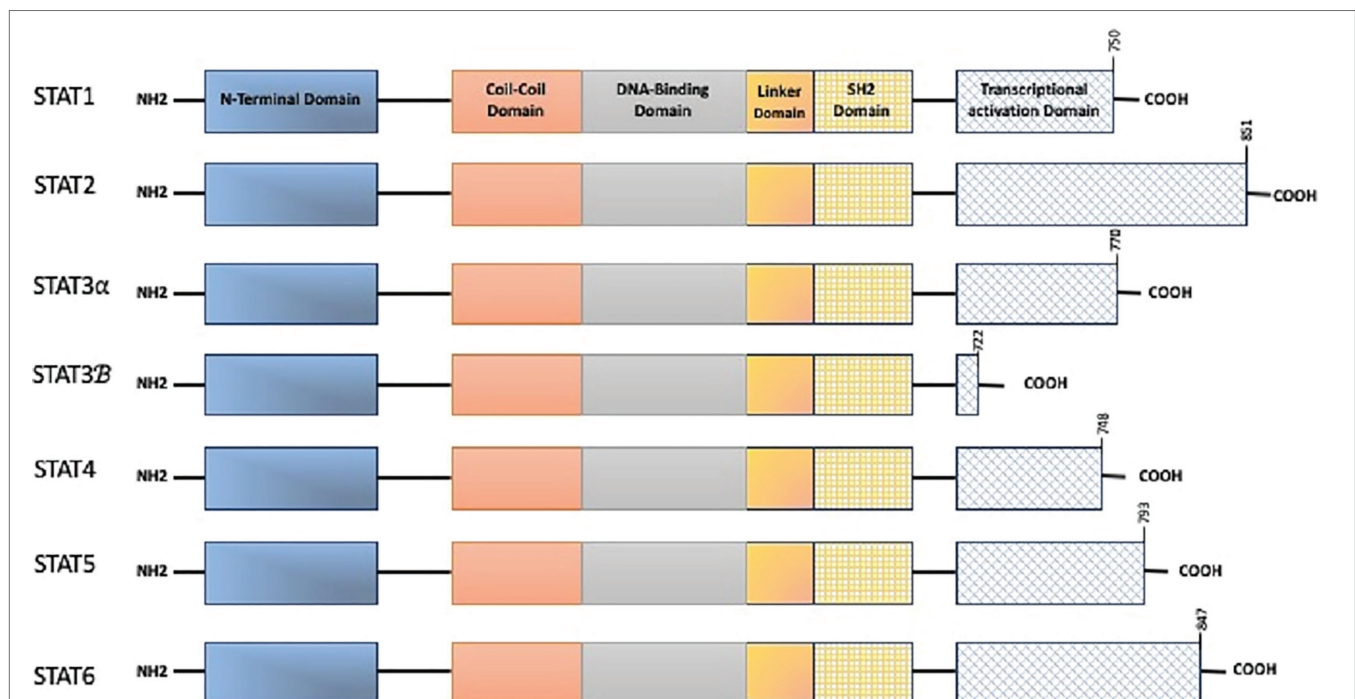 750
STAT1 NH2 N-Terminal Domain Coil-Coil Domain DNA-Binding Domain Linker Domain SH2 Domain Transcriptional activation Domain COOH
851
STAT2 NH2 COOH
770
STAT3α NH2 COOH
722
STAT3ℬ NH2 COOH
748
STAT4 NH2 COOH
793
STAT5 NH2 COOH
847
STAT6 NH2 COOH